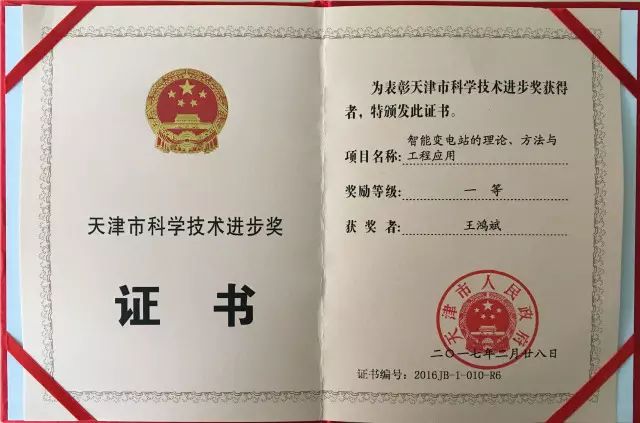 天津市科学技术进步奖
证书
为表彰天津市科学技术进步奖获得
者，特颁发此证书。
智能变电站的理论、方法与
项目名称:工程应用
奖励等级: 一等
获奖者: 王鸿斌
天津市人民政府
二〇一七年二月廿八日
证书编号: 2016JB-1-010-R6